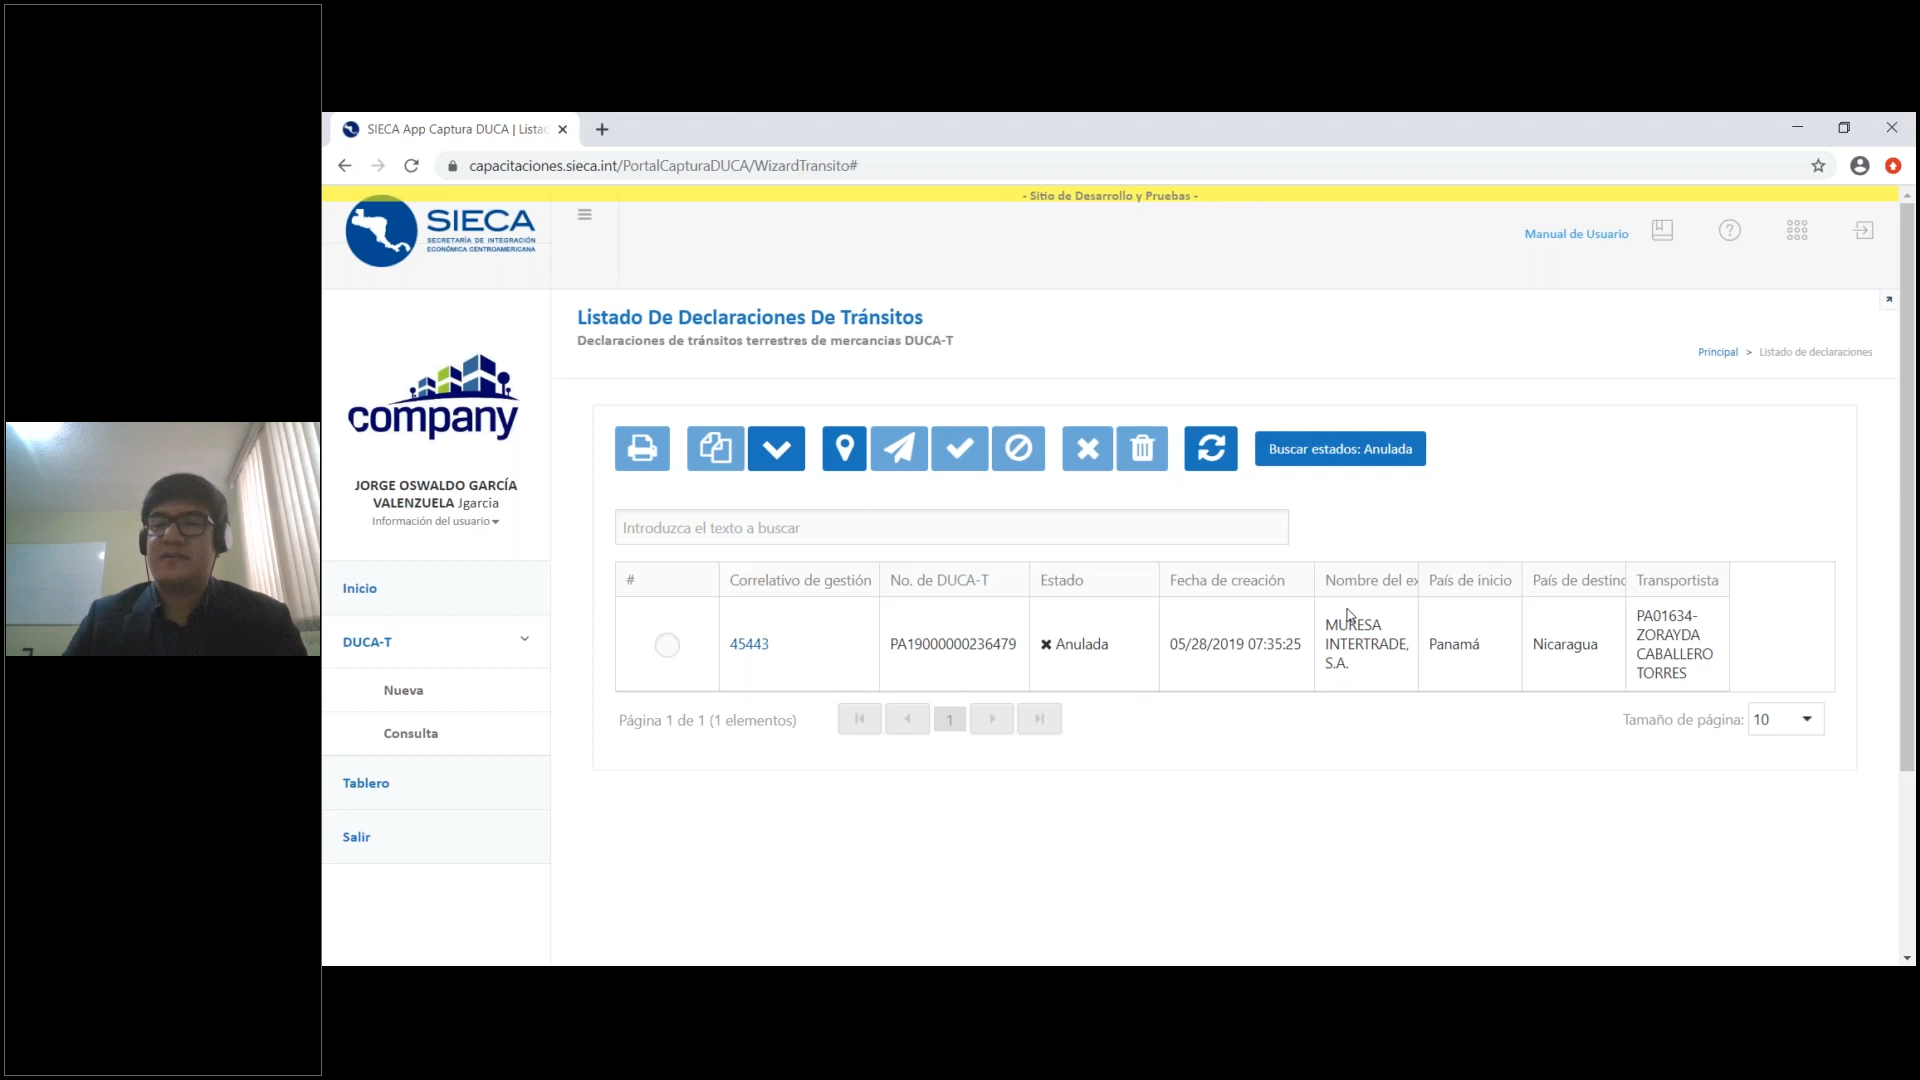 SIECA App Captura DUCA | Lista
capacitaciones.sieca.int/PortalCapturaDUCA/WizardTransito#
- Sitio de Desarrollo y Pruebas -
SIECA
SECRETARÍA DE INTEGRACIÓN
ECONÓMICA CENTROAMERICANA
Manual de Usuario
Listado De Declaraciones De Tránsitos
Declaraciones de tránsitos terrestres de mercancias DUCA-T
Principal > Listado de declaraciones
company
JORGE OSWALDO GARCÍA
VALENZUELA Jgarcia
Información del usuario
Inicio
DUCA-T
Nueva
Consulta
Tablero
Salir
Buscar estados: Anulada
Introduzca el texto a buscar
# Correlativo de gestión No. de DUCA-T Estado Fecha de creación Nombre del ex País de inicio País de destino Transportista
45443 PA19000000236479 Anulada 05/28/2019 07:35:25
MURESA
INTERTRADE,
S.A.
Panamá Nicaragua
PA01634-
ZORAYDA
CABALLERO
TORRES
Página 1 de 1 (1 elementos) 1 Tamaño de página: 10